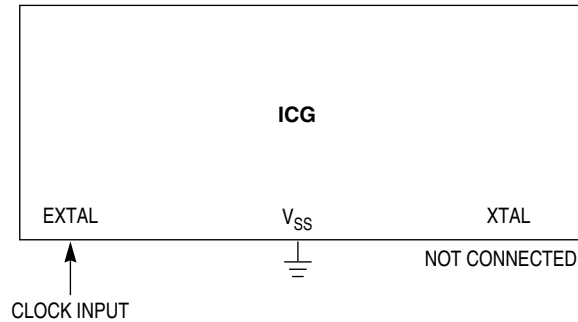 ICG
EXTAL
VSS
XTAL
NOT CONNECTED
CLOCK INPUT